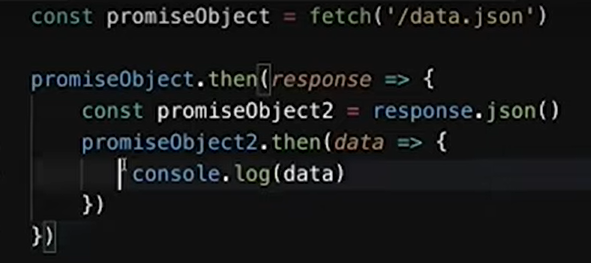 const promiseObject = fetch('/data.json')
promiseObject.then(response => {
const promiseObject2 = response.json()
promiseObject2.then(data => {
console.log(data)
})
})